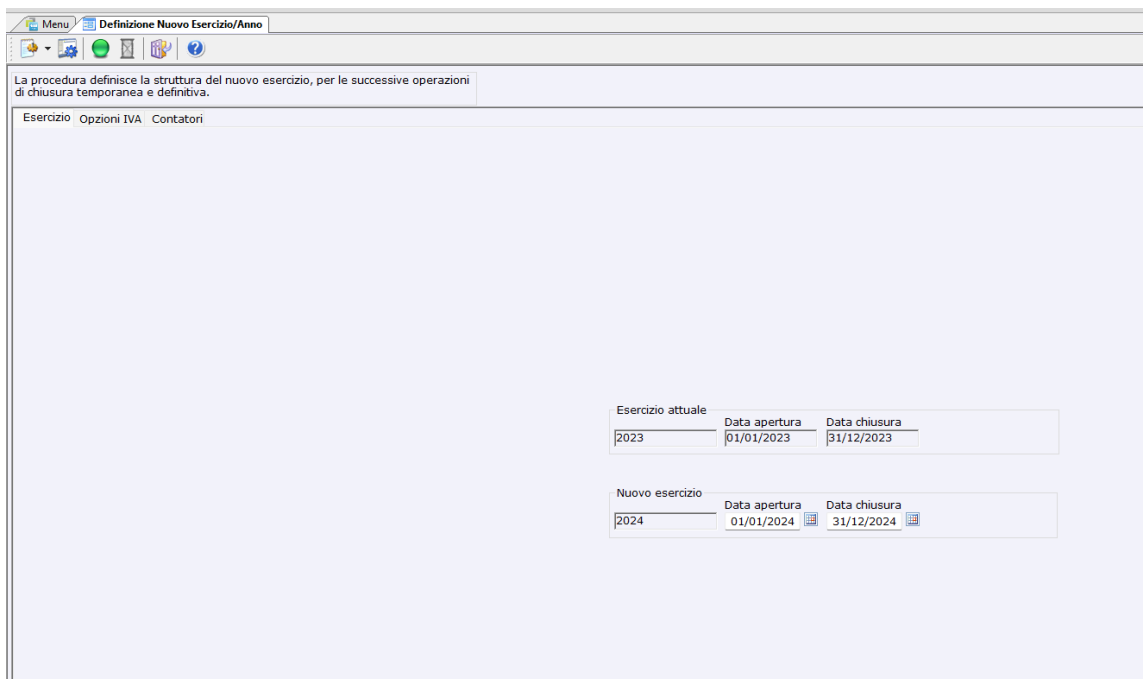 Menu Definizione Nuovo Esercizio/Anno
La procedura definisce la struttura del nuovo esercizio, per le successive operazioni
di chiusura temporanea e definitiva.
Esercizio Opzioni IVA Contatori
Esercizio attuale
Data apertura Data chiusura
2023 01/01/2023 31/12/2023
Nuovo esercizio
Data apertura Data chiusura
2024 01/01/2024 31/12/2024